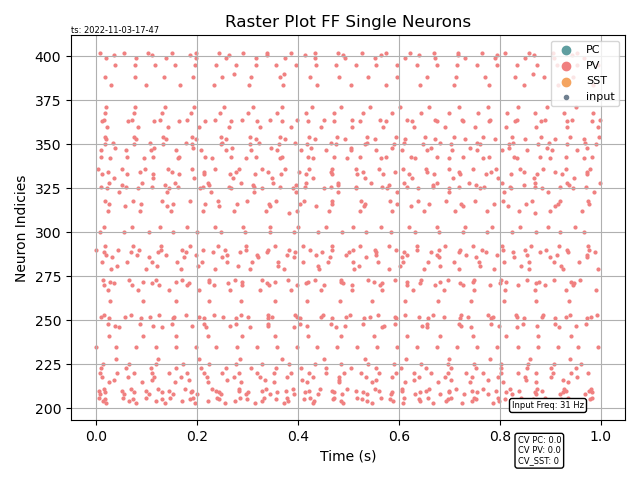 Raster Plot FF Single Neurons
ts: 2022-11-03-17-47
PC
PV
SST
input
400
375
350
325
300
275
250
225
200
Neuron Indicies
0.0 0.2 0.4 0.6 0.8 1.0
Time (s)
Input Freq: 31 Hz
CV PC: 0.0
CV PV: 0.0
CV_SST: 0